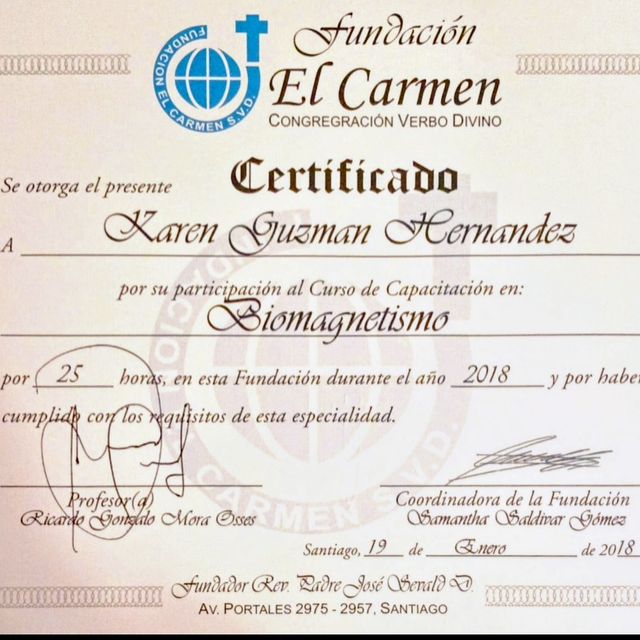 Fundación
El Carmen
CONGREGRACIÓN VERBO DIVINO
FUNDACION EL CARMEN S.V.D.
Se otorga el presente Certificado
A Karen Guzman Hernandez
por su participación al Curso de Capacitación en:
Biomagnetismo
por 25 horas, en esta Fundación durante el año 2018 y por haber
cumplido con los requisitos de esta especialidad.
Profesor(a) Coordinadora de la Fundación
Ricardo Gonzalo Mora Osses Samantha Saldivar Gómez
Santiago, 19 de Enero de 2018
Fundador Rev. Padre José Sevald D.
AV. PORTALES 2975 - 2957, SANTIAGO